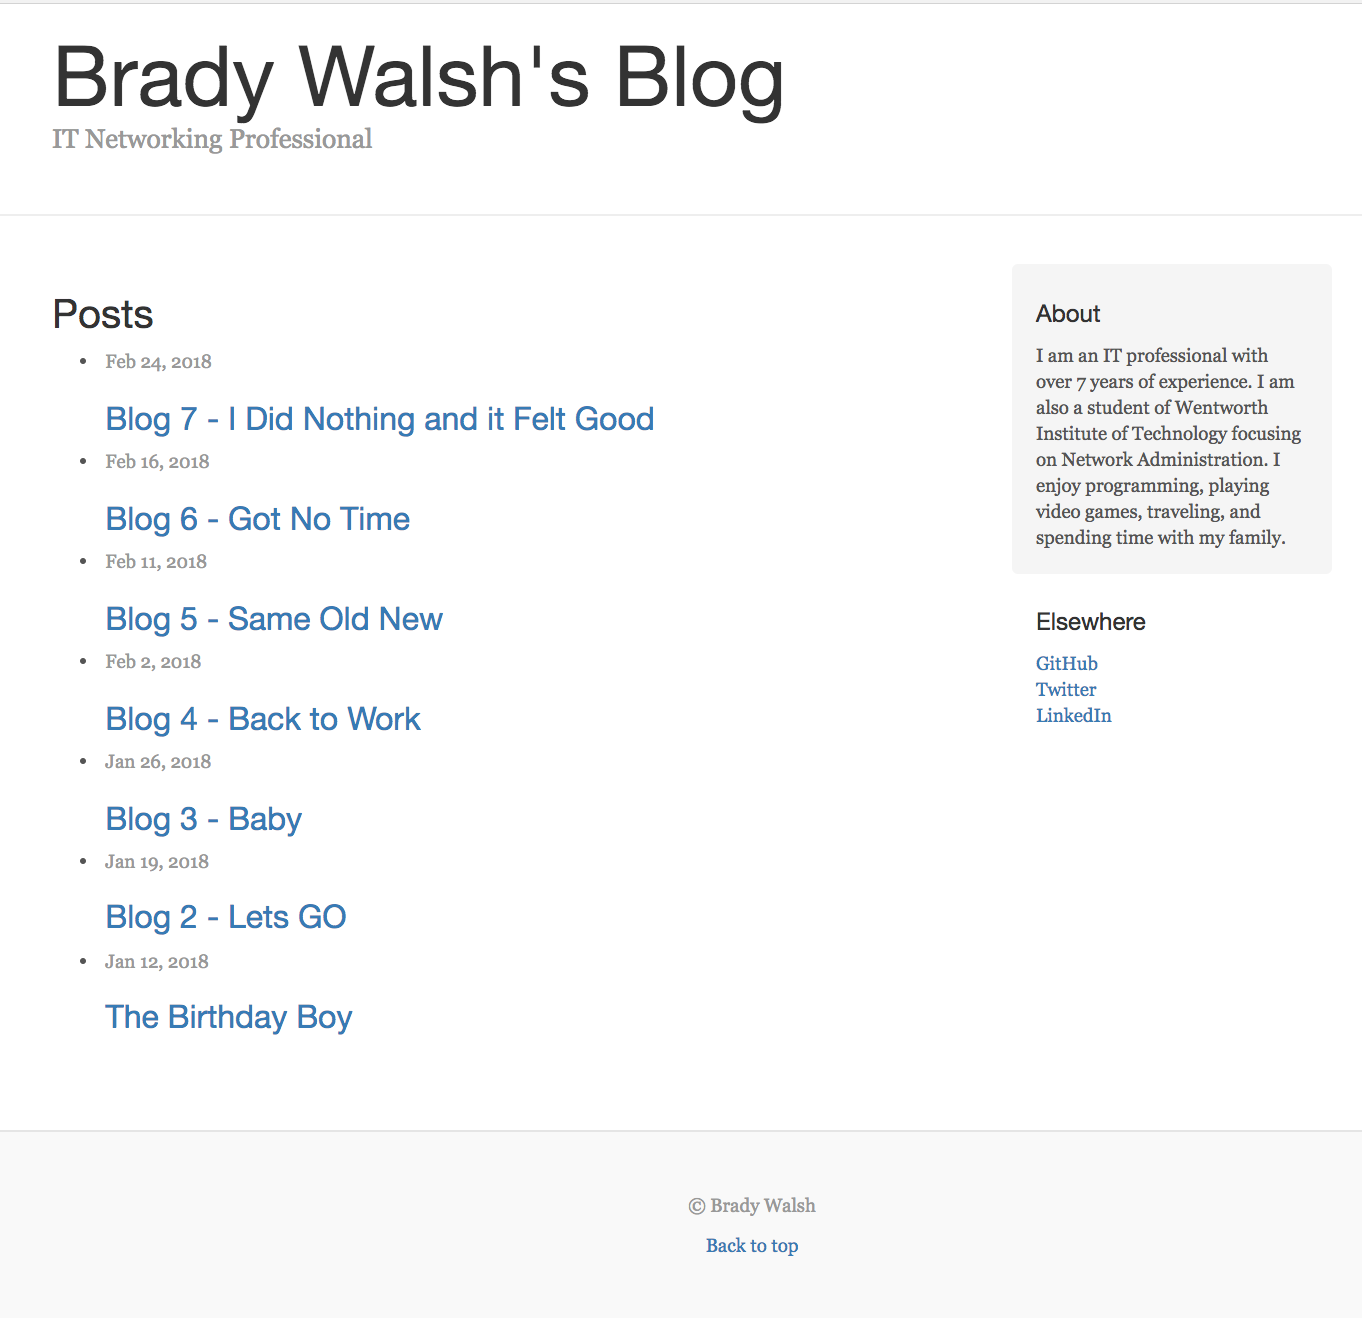 Brady Walsh's Blog
IT Networking Professional
Posts
• Feb 24, 2018
Blog 7 - I Did Nothing and it Felt Good
• Feb 16, 2018
Blog 6 - Got No Time
• Feb 11, 2018
Blog 5 - Same Old New
• Feb 2, 2018
Blog 4 - Back to Work
• Jan 26, 2018
Blog 3 - Baby
• Jan 19, 2018
Blog 2 - Lets GO
• Jan 12, 2018
The Birthday Boy
About
I am an IT professional with
over 7 years of experience. I am
also a student of Wentworth
Institute of Technology focusing
on Network Administration. I
enjoy programming, playing
video games, traveling, and
spending time with my family.
Elsewhere
GitHub
Twitter
LinkedIn
© Brady Walsh
Back to top